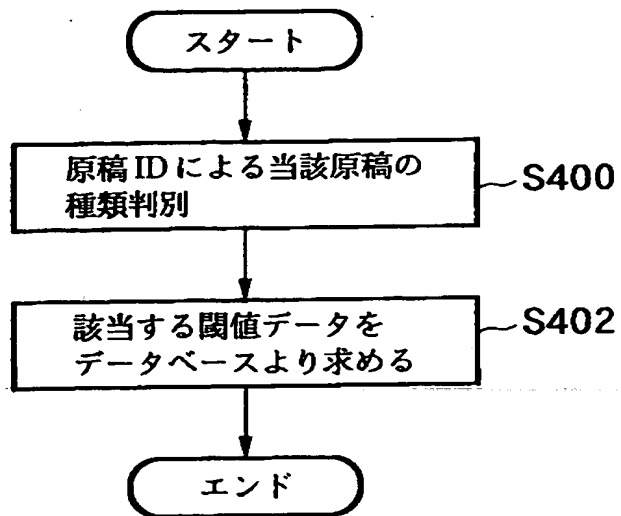 スタート
原稿IDによる当該原稿の
種類判別
S400
該当する閾値データを
データベースより求める
S402
エンド